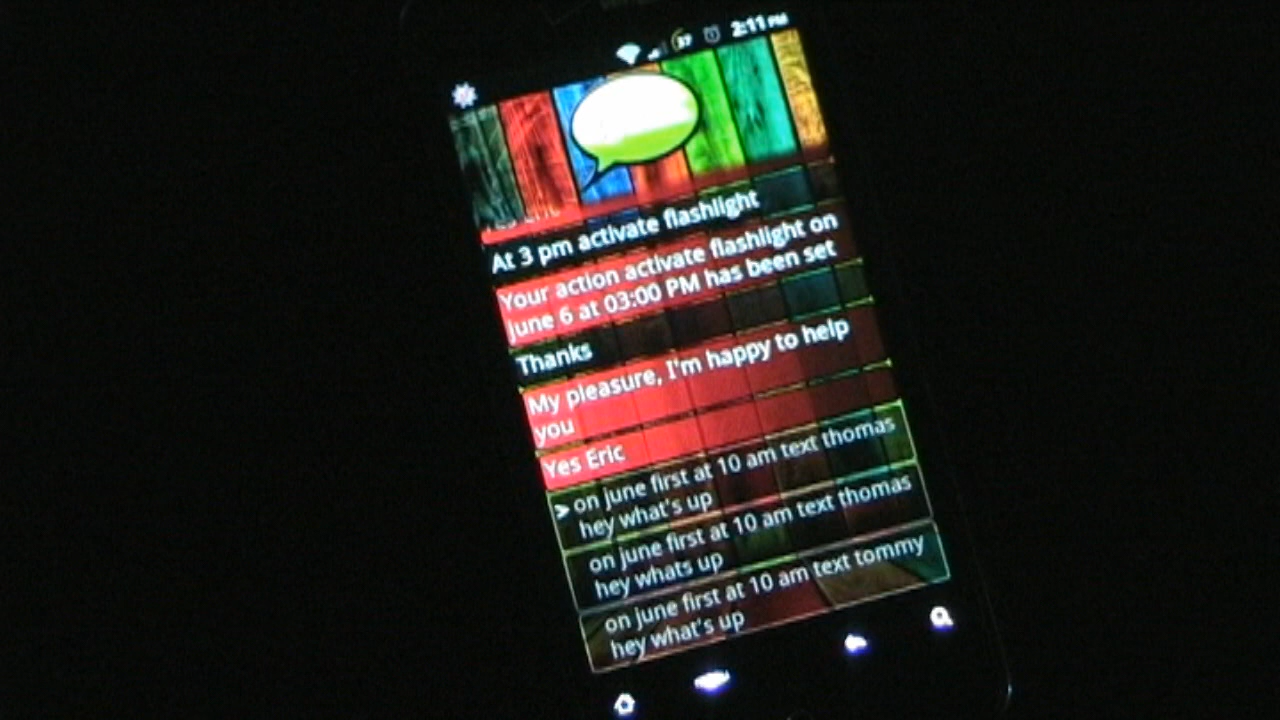 37 2:11 PM
Yes Eric
At 3 pm activate flashlight
Your action activate flashlight on
June 6 at 03:00 PM has been set
Thanks
My pleasure, I'm happy to help
you
Yes Eric
> on june first at 10 am text thomas
hey what's up
on june first at 10 am text thomas
hey whats up
on june first at 10 am text tommy
hey what's up